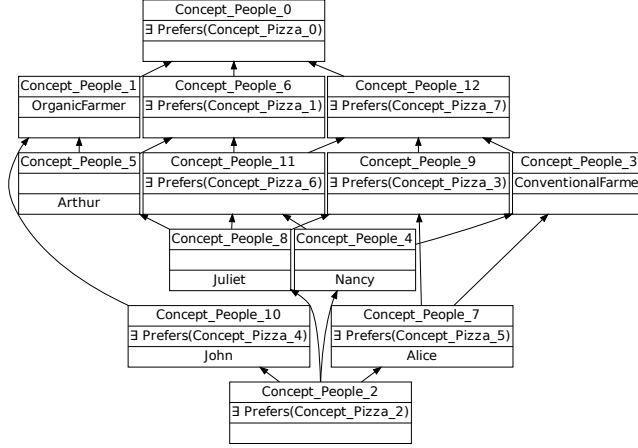 Concept_People_0
∃ Prefers(Concept_Pizza_0)
Concept_People_1
OrganicFarmer
Concept_People_6
∃ Prefers(Concept_Pizza_1)
Concept_People_12
∃ Prefers(Concept_Pizza_7)
Concept_People_5
Arthur
Concept_People_11
∃ Prefers(Concept_Pizza_6)
Concept_People_9
∃ Prefers(Concept_Pizza_3)
Concept_People_3
ConventionalFarmer
Concept_People_8
Juliet
Concept_People_4
Nancy
Concept_People_10
∃ Prefers(Concept_Pizza_4)
John
Concept_People_7
∃ Prefers(Concept_Pizza_5)
Alice
Concept_People_2
∃ Prefers(Concept_Pizza_2)